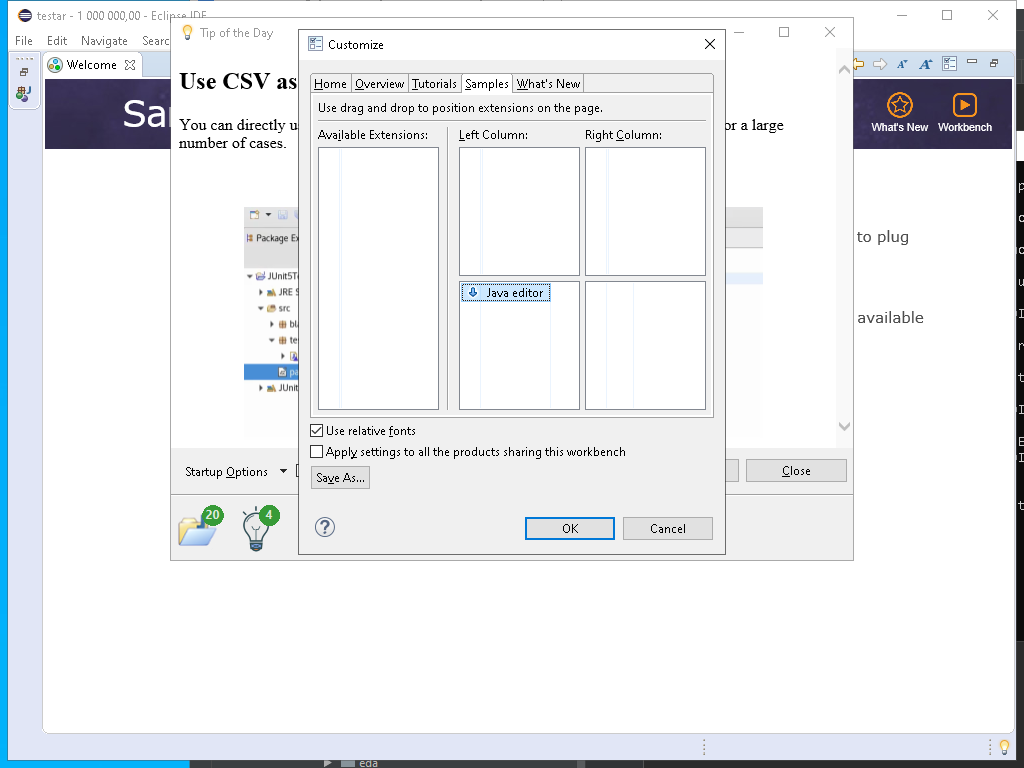 testar - 1 000 000,00 - Eclipse IDE
File Edit Navigate Searc
Welcome
Tip of the Day
Use CSV as
You can directly u
or a large
number of cases.
Package Ex
JUnit5T
JRE S
src
bl
te
pa
JUnit
Customize
Home Overview Tutorials Samples What's New
Use drag and drop to position extensions on the page.
Available Extensions: Left Column: Right Column:
Java editor
Use relative fonts
Apply settings to all the products sharing this workbench
Save As...
OK Cancel
Startup Options
Close
20
4
Sa
What's New Workbench
to plug
available
eda